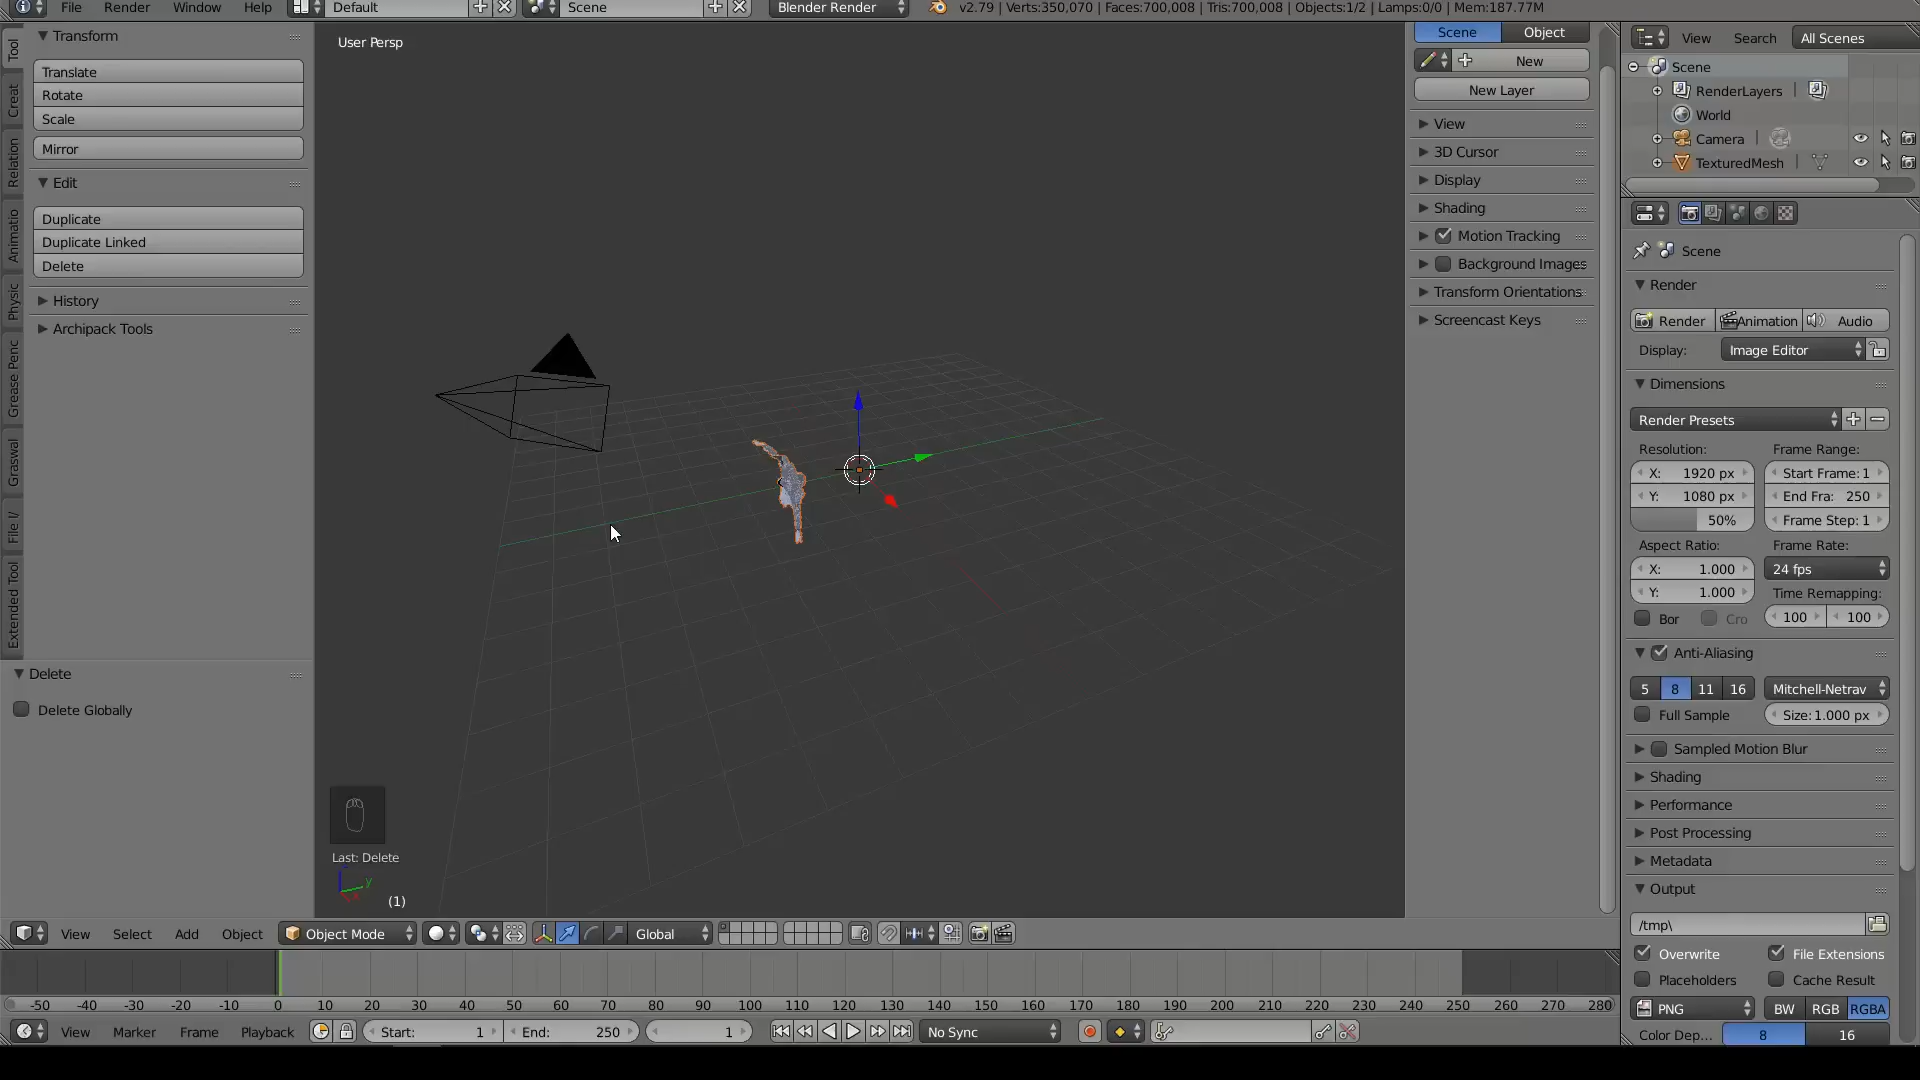 File Render Window Help Default Scene Blender Render v2.79 | Verts:350,070 | Faces:700,008 | Tris:700,008 | Objects:1/2 | Lamps:0/0 | Mem:187.77M
Tool
Creat
Relation
Animatio
Physic
Grease Penc
Graswal
File I/
Extended Tool
Transform
Translate
Rotate
Scale
Mirror
Edit
Duplicate
Duplicate Linked
Delete
History
Archipack Tools
Delete
Delete Globally
User Persp
Last: Delete
y
x
(1)
Scene Object
New
New Layer
View
3D Cursor
Display
Shading
Motion Tracking
Background Images
Transform Orientations
Screencast Keys
View Search All Scenes
Scene
RenderLayers
World
Camera
TexturedMesh
Scene
Render
Render Animation Audio
Display: Image Editor
Dimensions
Render Presets
Resolution: Frame Range:
X: 1920 px Start Frame: 1
Y: 1080 px End Fra: 250
50% Frame Step: 1
Aspect Ratio: Frame Rate:
X: 1.000 24 fps
Y: 1.000 Time Remapping:
Bor Cro 100 100
Anti-Aliasing
5 8 11 16 Mitchell-Netrav
Full Sample Size: 1.000 px
Sampled Motion Blur
Shading
Performance
Post Processing
Metadata
Output
/tmp\
Overwrite File Extensions
Placeholders Cache Result
PNG BW RGB RGBA
Color Dep... 8 16
View Select Add Object Object Mode Global
-50 -40 -30 -20 -10 0 10 20 30 40 50 60 70 80 90 100 110 120 130 140 150 160 170 180 190 200 210 220 230 240 250 260 270 280
View Marker Frame Playback Start: 1 End: 250 1 No Sync